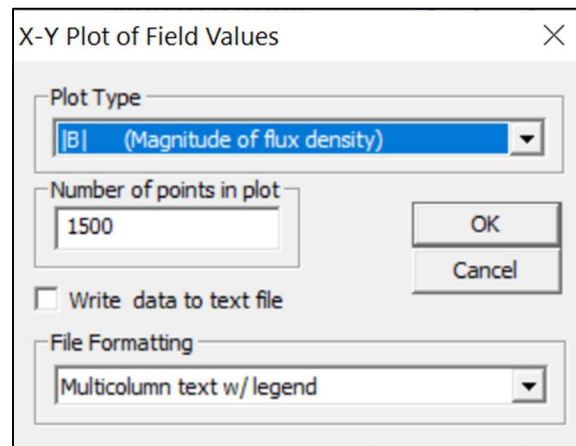 X-Y Plot of Field Values
Plot Type
|B| (Magnitude of flux density)
Number of points in plot
1500
OK
Cancel
Write data to text file
File Formatting
Multicolumn text w/ legend